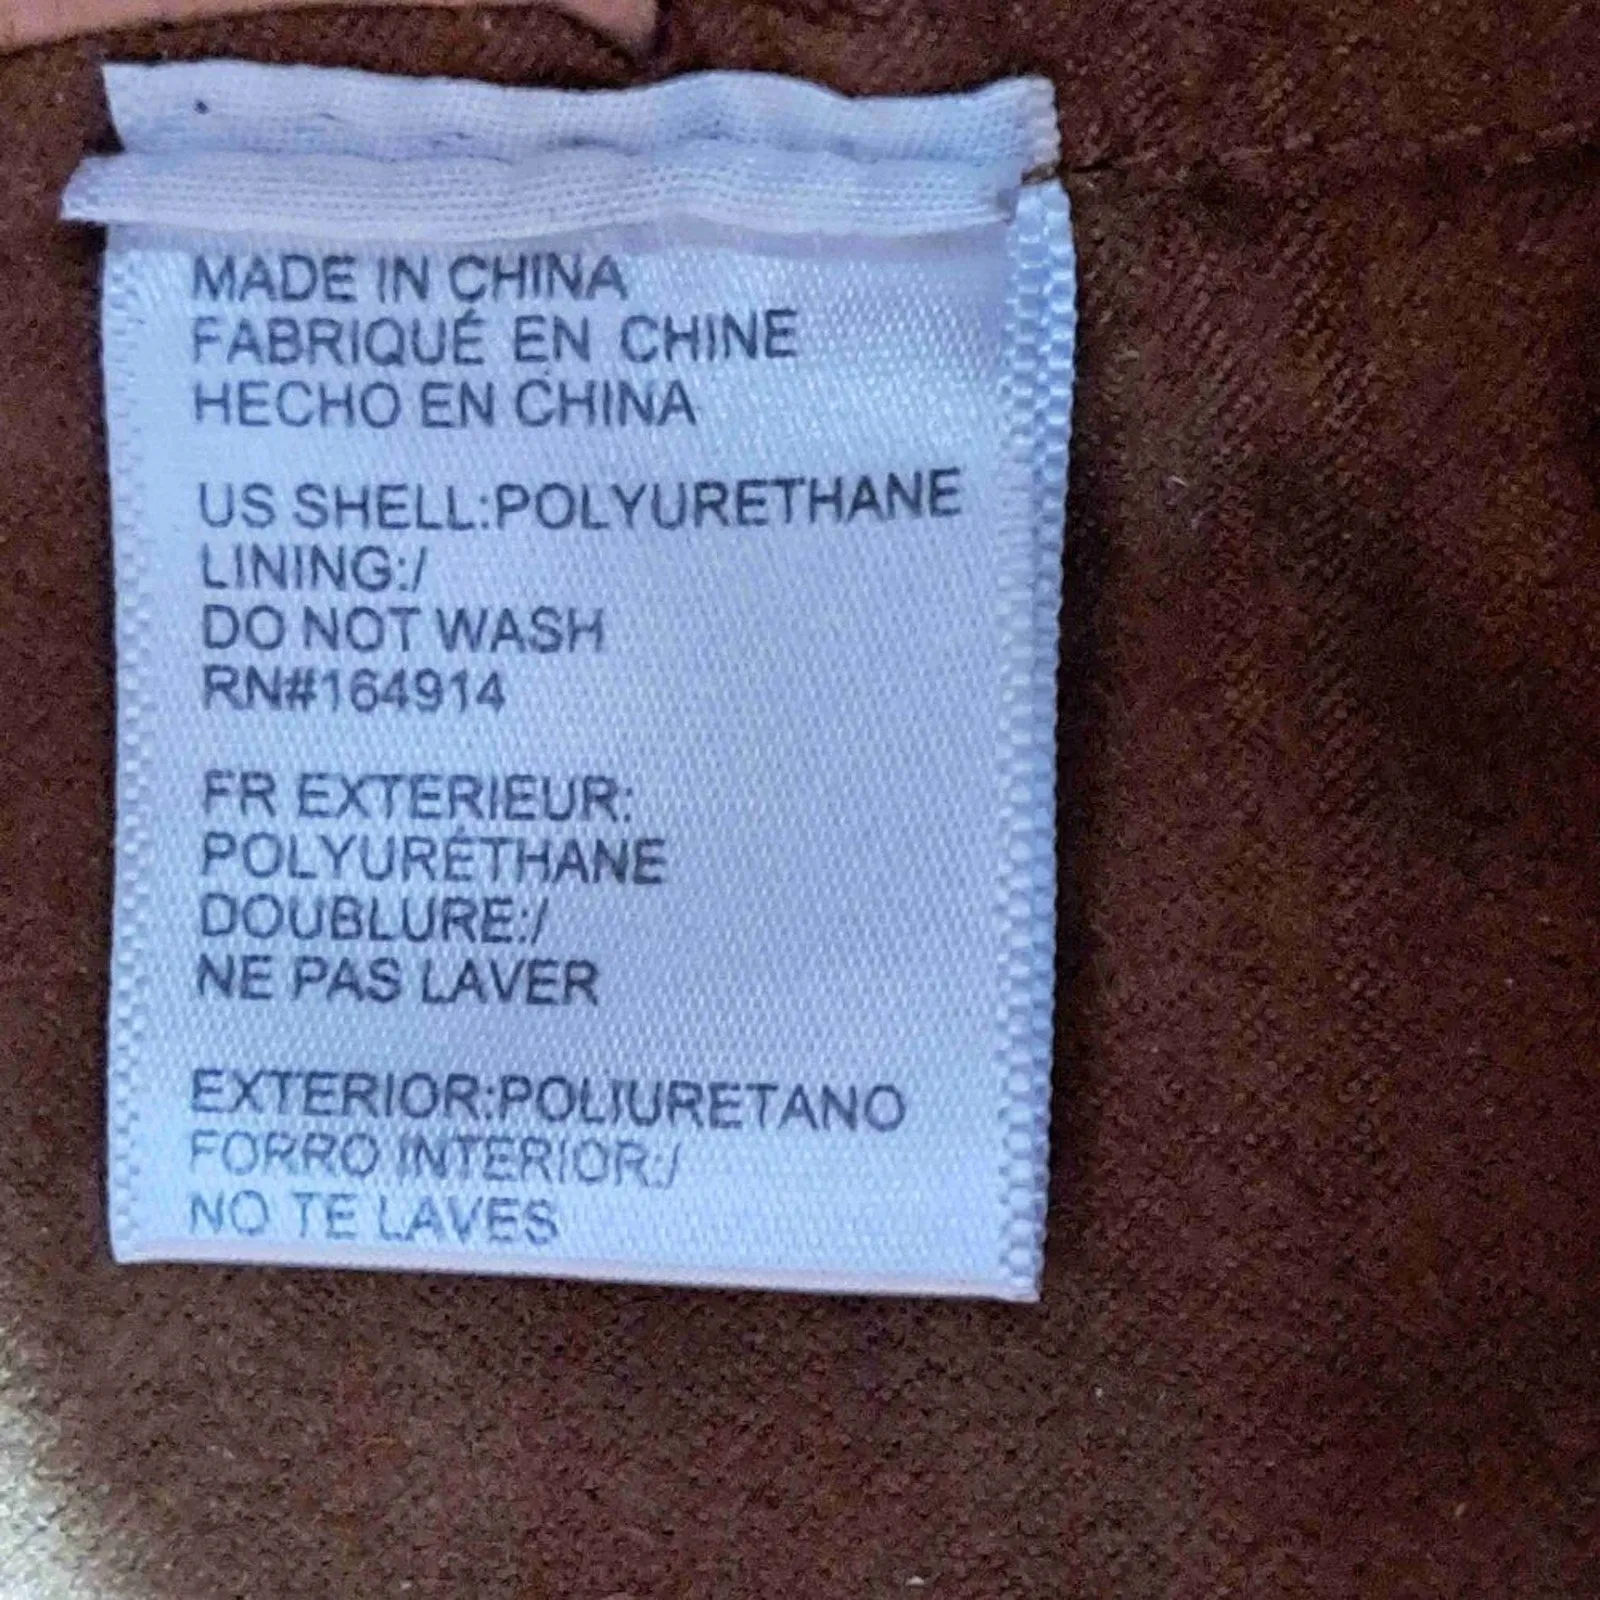 MADE IN CHINA
FABRIQUÉ EN CHINE
HECHO EN CHINA
US SHELL:POLYURETHANE
LINING:/
DO NOT WASH
RN#164914
FR EXTERIEUR:
POLYURÉTHANE
DOUBLURE:/
NE PAS LAVER
EXTERIOR:POLIURETANO
FORRO INTERIOR:/
NO TE LAVES